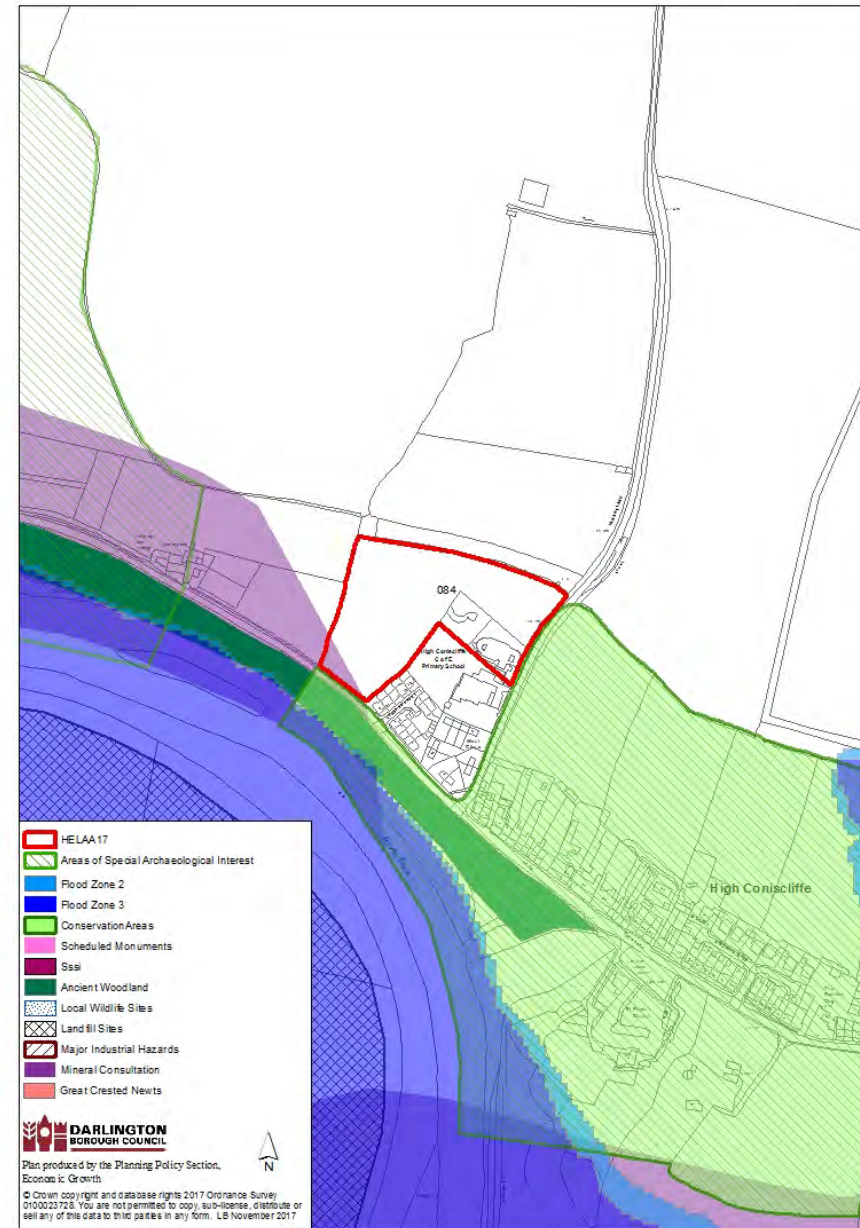 084
High Coniscliffe
C of E
Primary School
High Coniscliffe
HELAA17
Areas of Special Archaeological Interest
Flood Zone 2
Flood Zone 3
Conservation Areas
Scheduled Monuments
Sssi
Ancient Woodland
Local Wildlife Sites
Landfill Sites
Major Industrial Hazards
Mineral Consultation
Great Crested Newts
DARLINGTON
BOROUGH COUNCIL
N
Plan produced by the Planning Policy Section,
Economic Growth
© Crown copyright and database rights 2017 Ordnance Survey
0100023728. You are not permitted to copy, sub-license, distribute or
sell any of this data to third parties in any form. LB November 2017